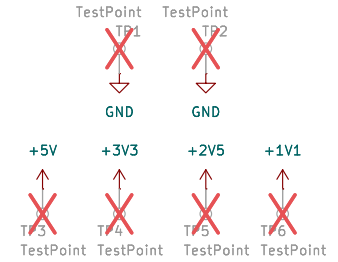 TestPoint TestPoint
TP1 TP2
GND GND
+5V +3V3 +2V5 +1V1
TP3 TP4 TP5 TP6
TestPoint TestPoint TestPoint TestPoint